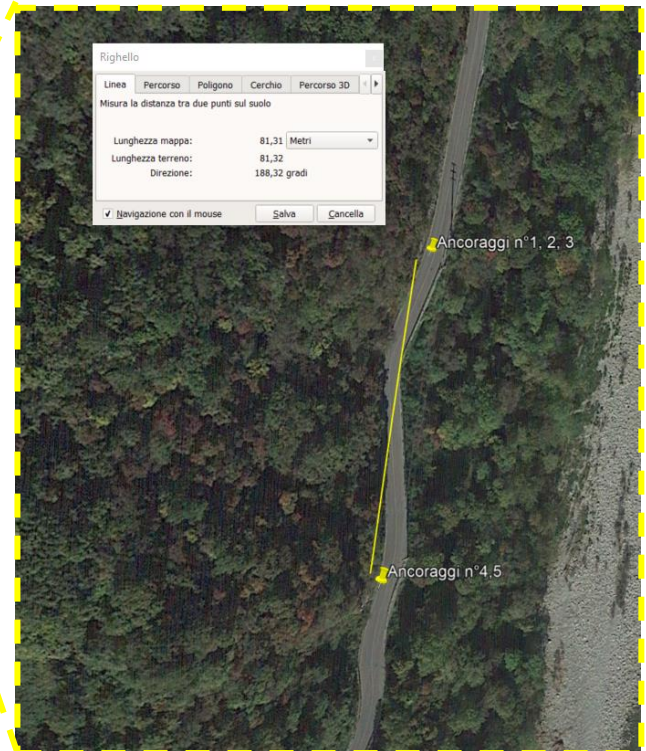 Righello
Linea Percorso Poligono Cerchio Percorso 3D
Misura la distanza tra due punti sul suolo
Lunghezza mappa: 81,31 Metri
Lunghezza terreno: 81,32
Direzione: 188,32 gradi
Navigazione con il mouse Salva Cancella
Ancoraggi n°1, 2, 3
Ancoraggi n°4,5